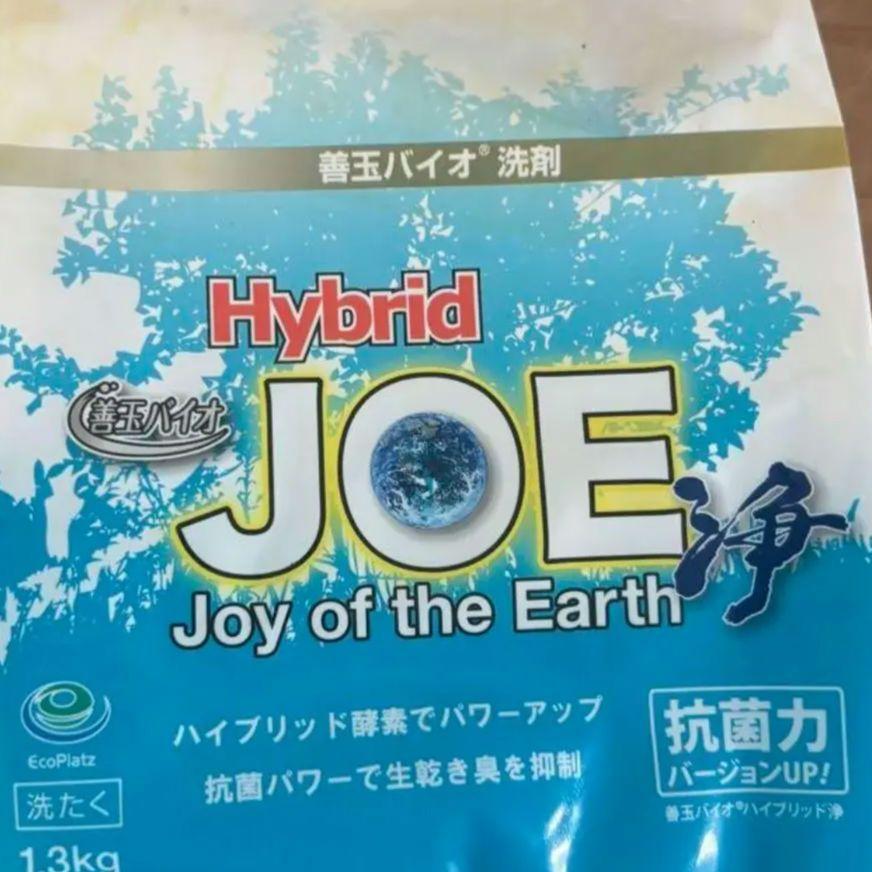 善玉バイオ® 洗剤
Hybrid
善玉バイオ
JOE
浄
Joy of the Earth
EcoPlatz
ハイブリッド酵素でパワーアップ
抗菌パワーで生乾き臭を抑制
抗菌力
バージョンUP!
善玉バイオ®ハイブリッド浄
洗たく
1.3kg